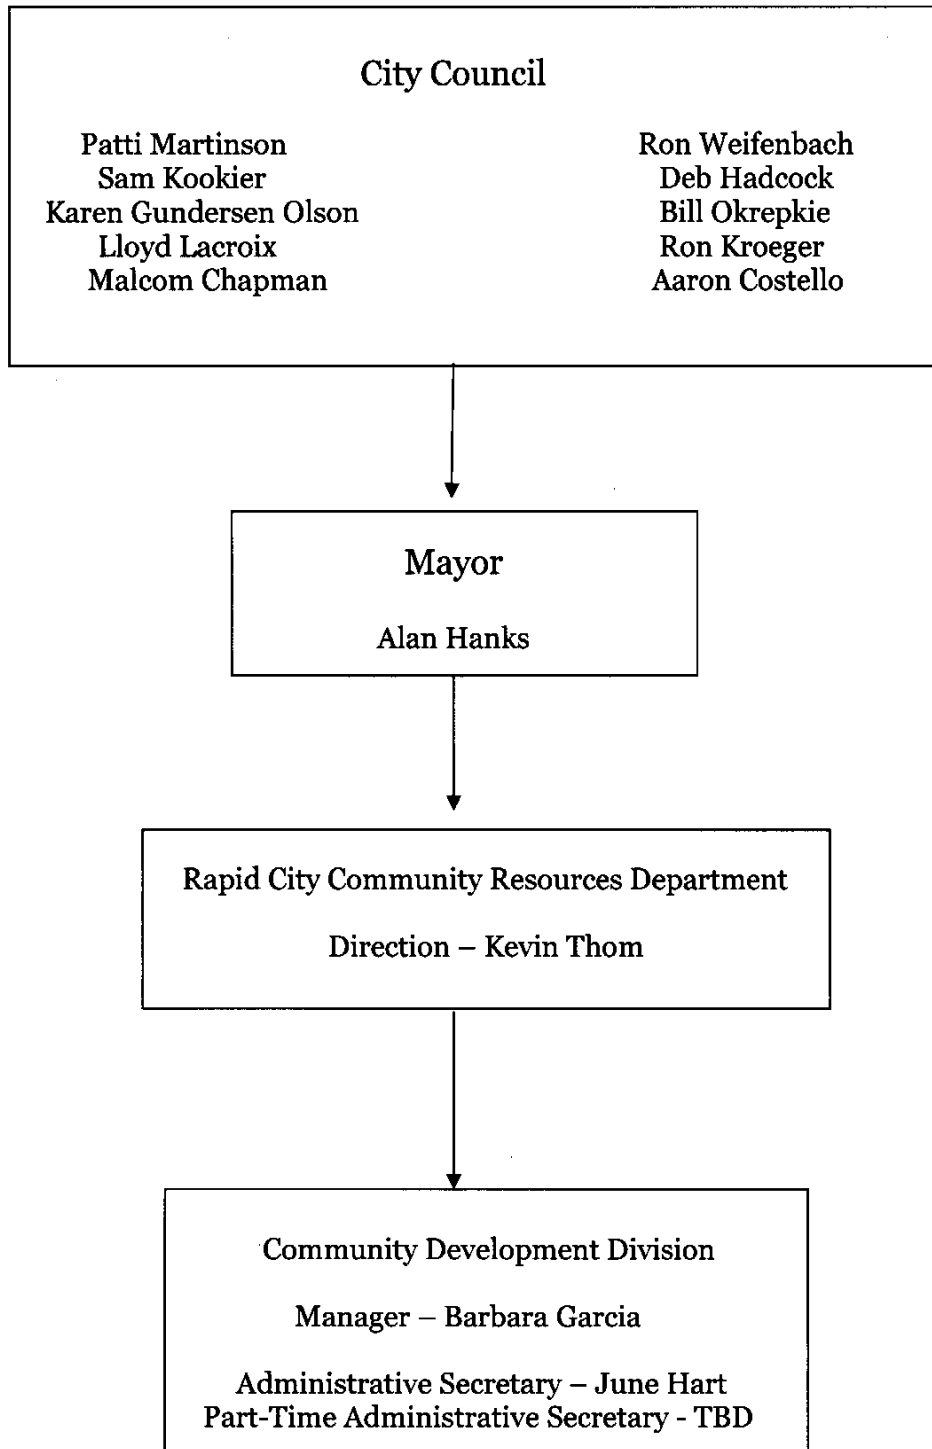 City Council
Patti Martinson
Sam Kookier
Karen Gundersen Olson
Lloyd Lacroix
Malcom Chapman
Ron Weifenbach
Deb Hadcock
Bill Okrepkie
Ron Kroeger
Aaron Costello
Mayor
Alan Hanks
Rapid City Community Resources Department
Direction – Kevin Thom
Community Development Division
Manager – Barbara Garcia
Administrative Secretary – June Hart
Part-Time Administrative Secretary - TBD